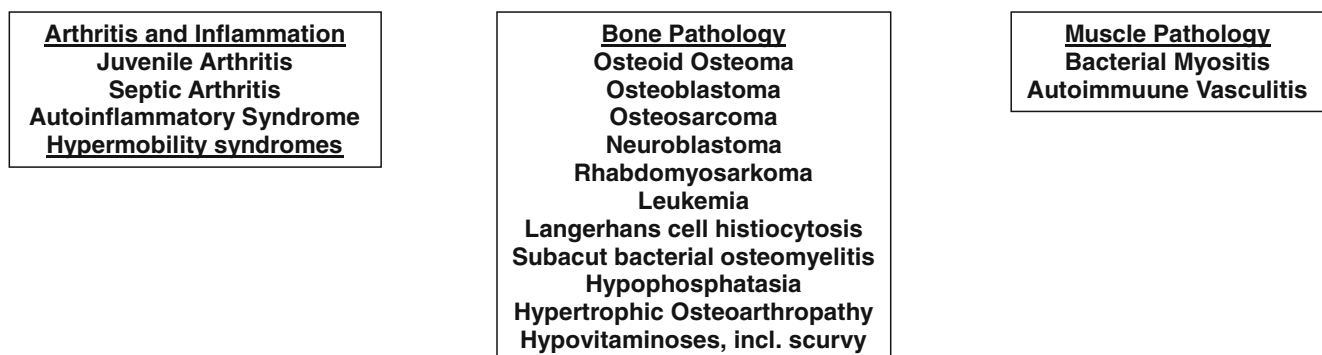 Arthritis and Inflammation
Juvenile Arthritis
Septic Arthritis
Autoinflammatory Syndrome
Hypermobility syndromes
Bone Pathology
Osteoid Osteoma
Osteoblastoma
Osteosarcoma
Neuroblastoma
Rhabdomyosarkoma
Leukemia
Langerhans cell histiocytosis
Subacut bacterial osteomyelitis
Hypophosphatasia
Hypertrophic Osteoarthropathy
Hypovitaminoses, incl. scurvy
Muscle Pathology
Bacterial Myositis
Autoimmuune Vasculitis